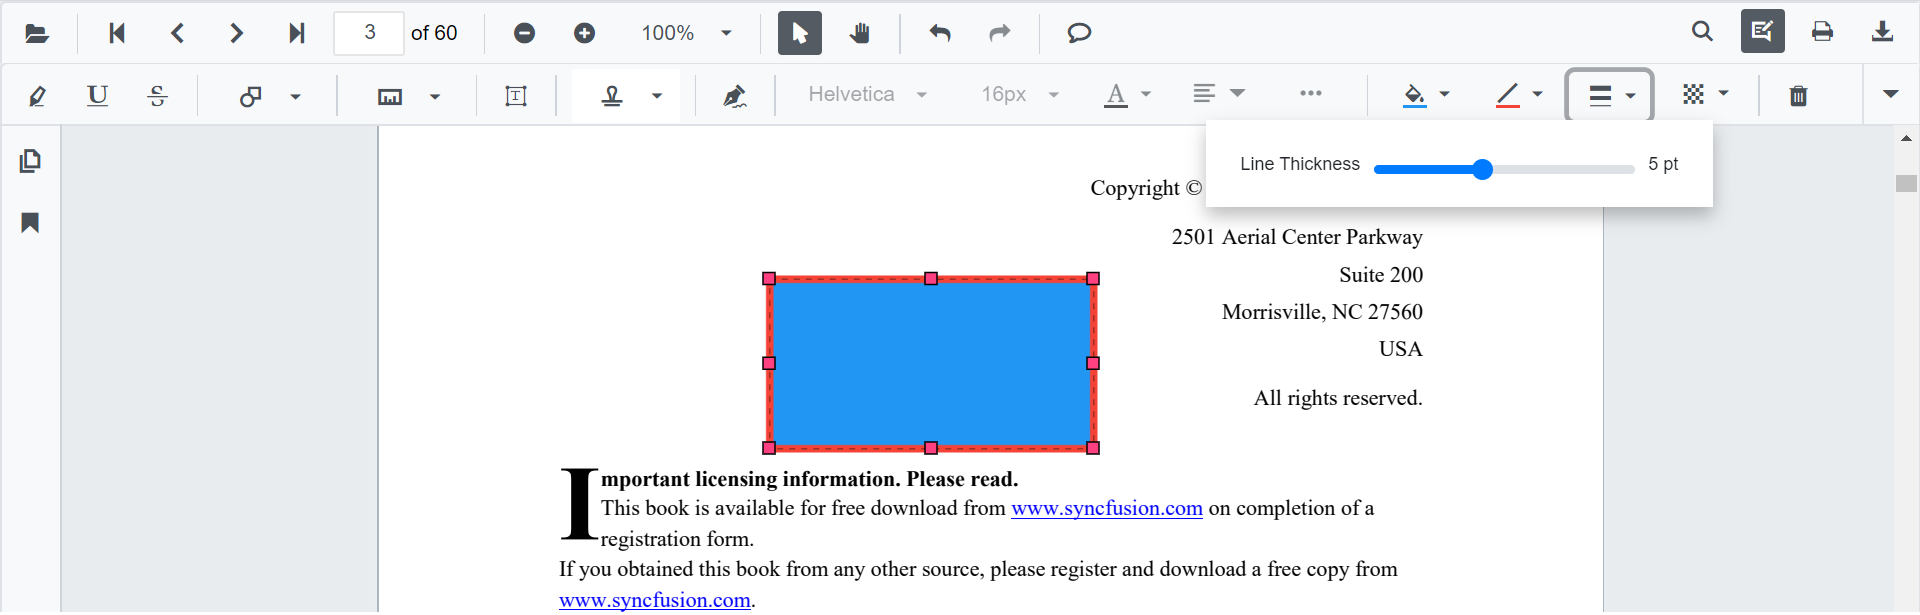 3 of 60 100%
U S T Helvetica 16px A
Line Thickness 5 pt
Copyright ©
2501 Aerial Center Parkway
Suite 200
Morrisville, NC 27560
USA
All rights reserved.
Important licensing information. Please read.
This book is available for free download from www.syncfusion.com on completion of a
registration form.
If you obtained this book from any other source, please register and download a free copy from
www.syncfusion.com.